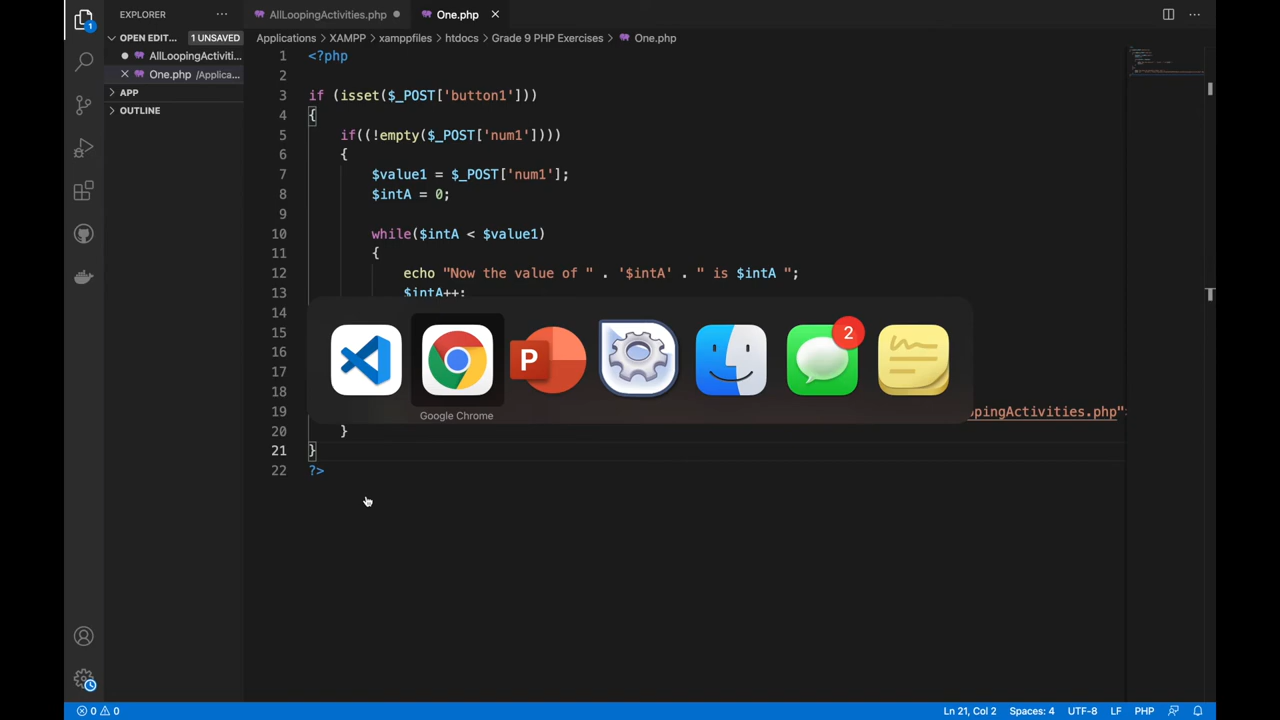 EXPLORER
AllLoopingActivities.php
One.php
OPEN EDIT... 1 UNSAVED
Applications > XAMPP > xamppfiles > htdocs > Grade 9 PHP Exercises > One.php
AllLoopingActiviti...
One.php /Applica...
APP
OUTLINE
1 <?php
2
3 if (isset($_POST['button1']))
4 {
5 if((!empty($_POST['num1'])))
6 {
7 $value1 = $_POST['num1'];
8 $intA = 0;
9
10 while($intA < $value1)
11 {
12 echo "Now the value of " . '$intA' . " is $intA ";
13 $intA++;
14
15
16
17
18
19 opingActivities.php">
20 }
21 }
22 ?>
2
P
Google Chrome
1
0 0
Ln 21, Col 2 Spaces: 4 UTF-8 LF PHP